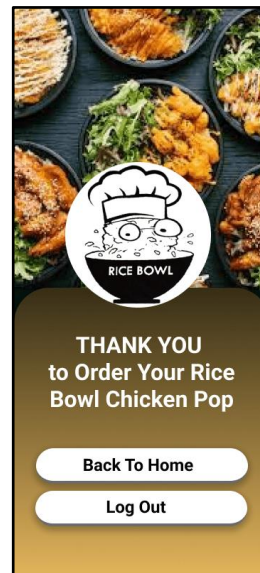 RICE BOWL
THANK YOU
to Order Your Rice
Bowl Chicken Pop
Back To Home
Log Out